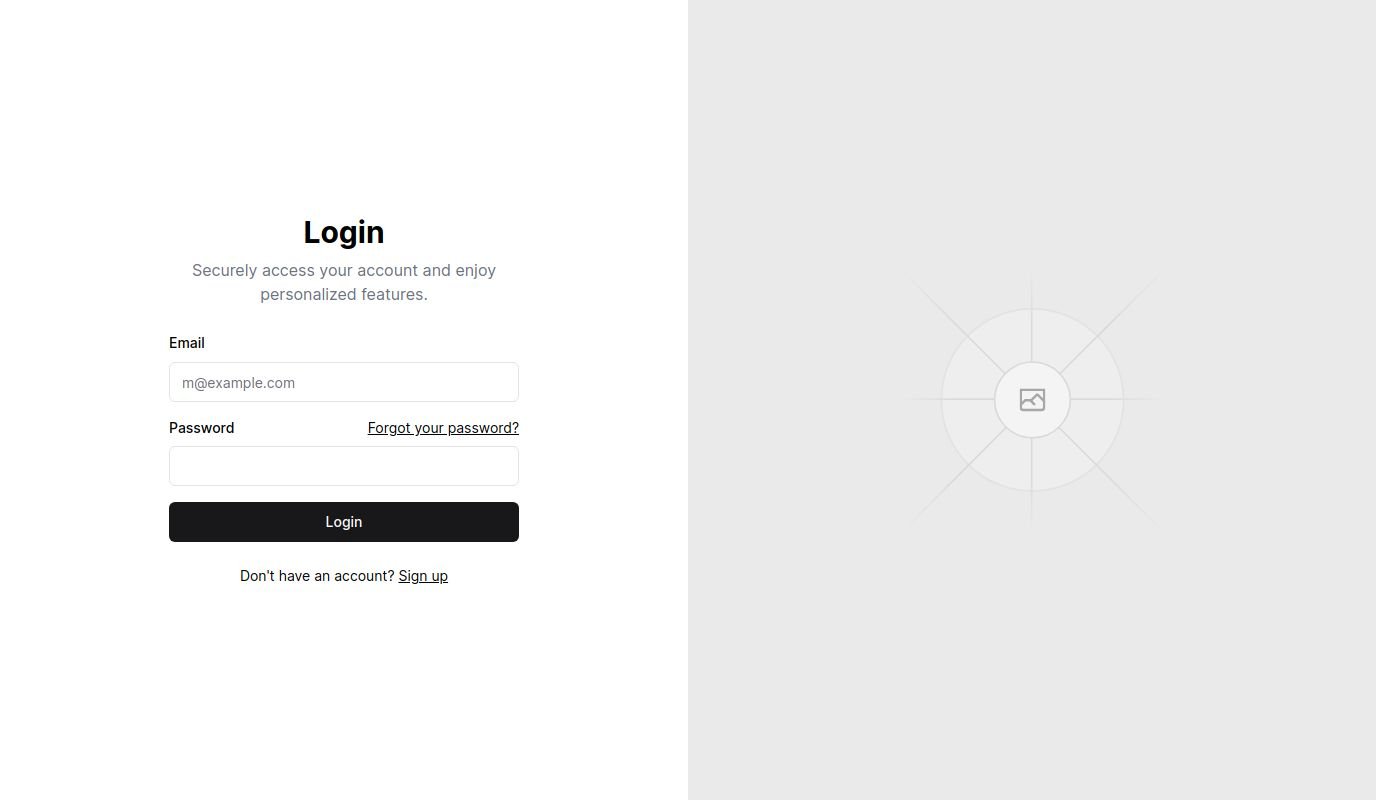 Login
Securely access your account and enjoy
personalized features.
Email
m@example.com
Password
Forgot your password?
Login
Don't have an account? Sign up